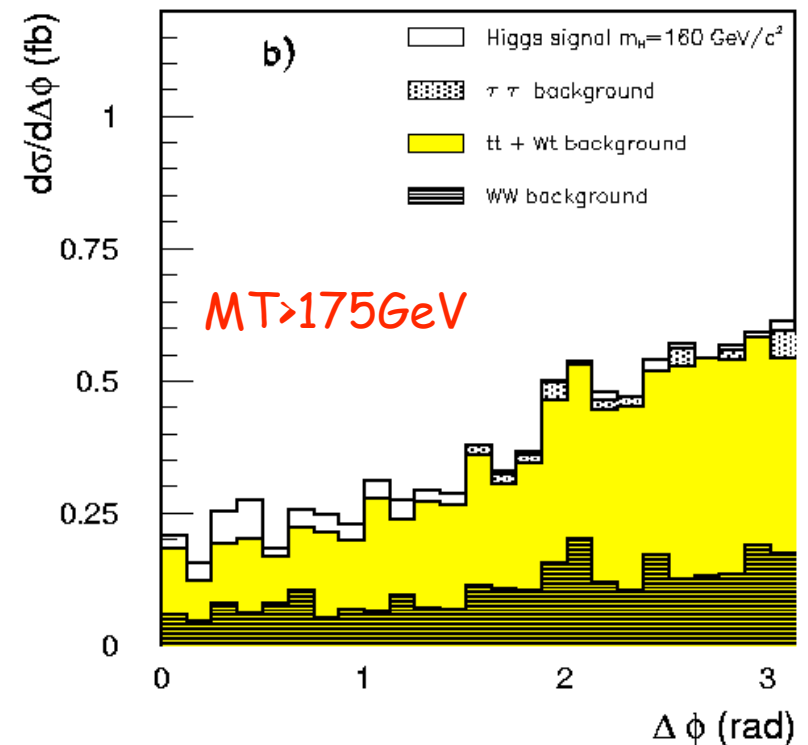 b)
Higgs signal mH=160 GeV/c²
τ τ background
tt + Wt background
WW background
MT>175GeV
dσ/dΔϕ (fb)
1
0.75
0.5
0.25
0
0 1 2 3
Δ ϕ (rad)